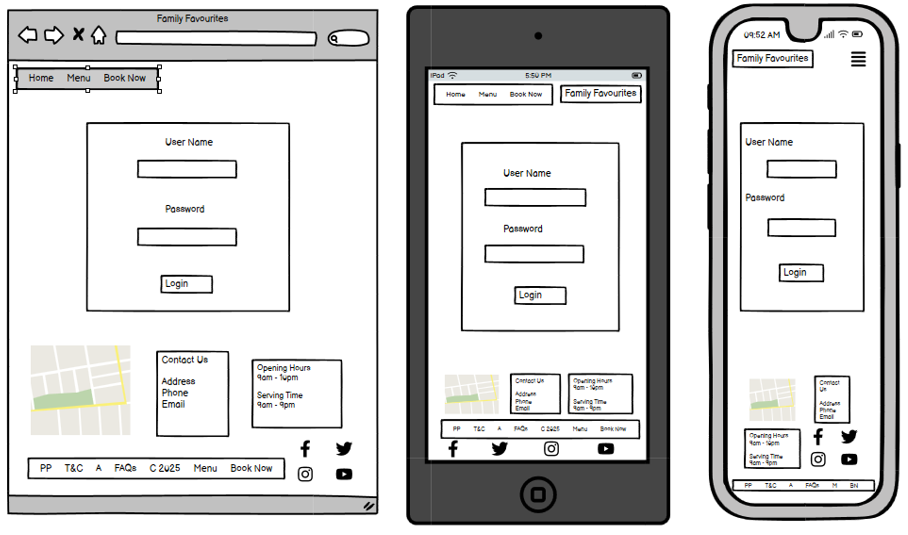 Family Favourites
Home Menu Book Now
User Name
Password
Login
Contact Us
Address
Phone
Email
Opening Hours
9am - 10pm
Serving Time
9am - 9pm
PP T&C A FAQs C 2025 Menu Book Now
iPod 5:50 PM
Home Menu Book Now
Family Favourites
User Name
Password
Login
Contact Us
Address
Phone
Email
Opening Hours
9am - 10pm
Serving Time
9am - 9pm
PP T&C A FAQs C 2025 Menu Book Now
09:52 AM
Family Favourites
User Name
Password
Login
Contact
Us
Address
Phone
Email
Opening Hours
9am - 10pm
Serving Time
9am - 9pm
PP T&C A FAQs M BN